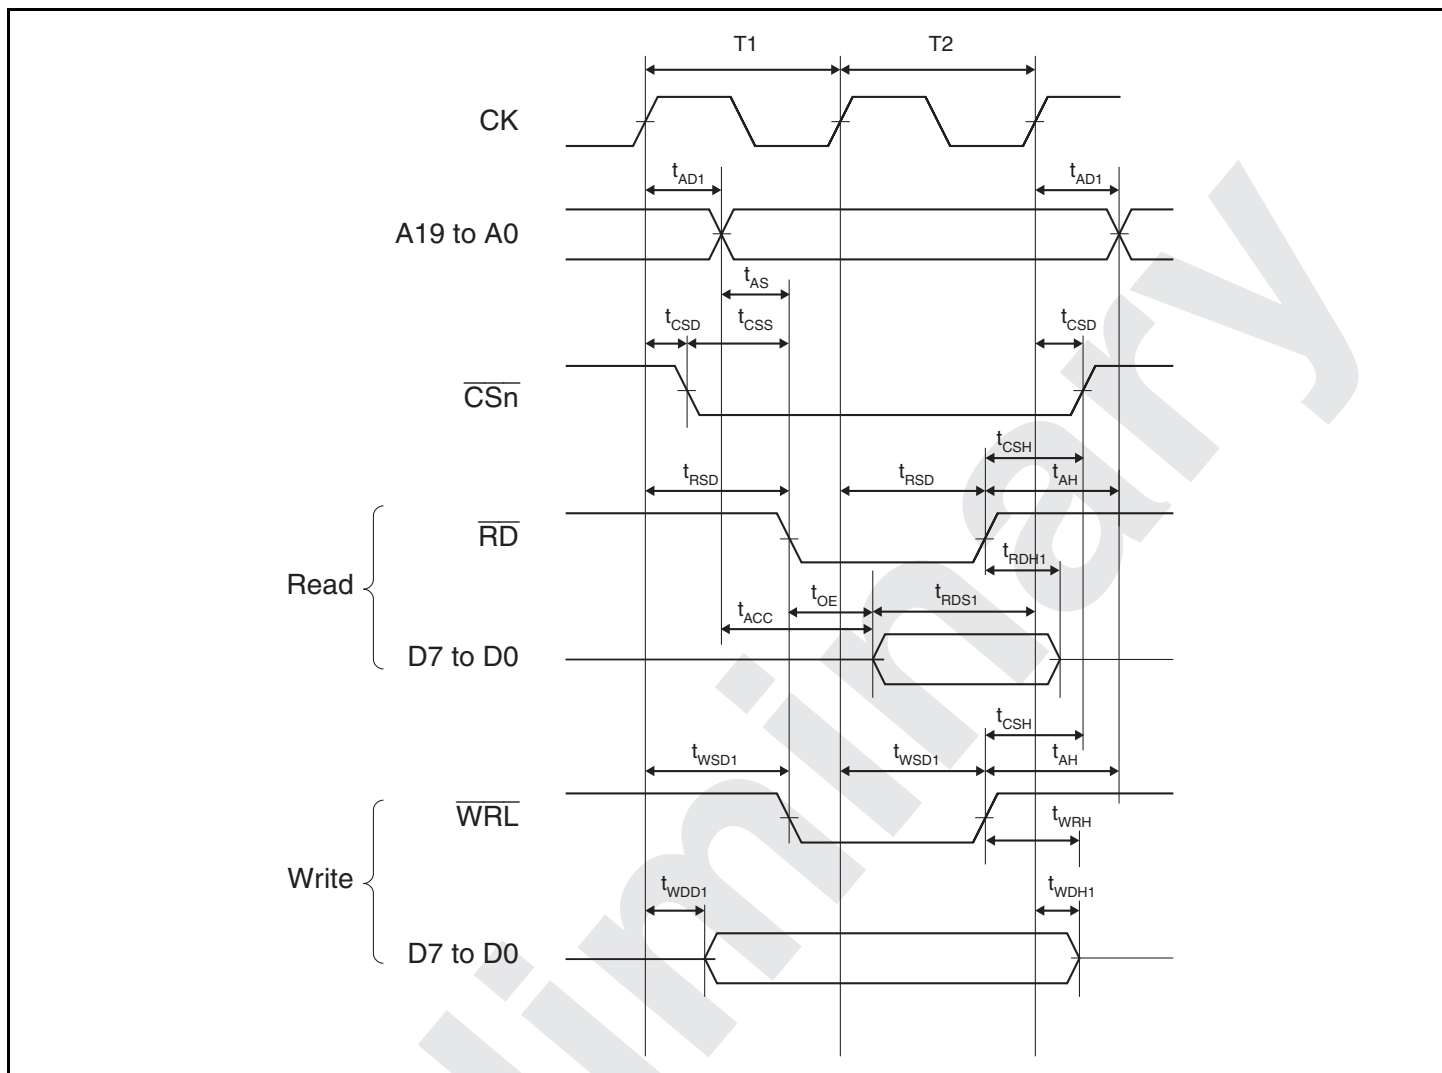 T1 T2
CK
tAD1 tAD1
A19 to A0
tAS
tCSD tCSS tCSD
CSn
tCSH
tRSD tRSD tAH
RD
tRDH1
Read
tOE tRDS1
tACC
D7 to D0
tCSH
tWSD1 tWSD1 tAH
WRL
tWRH
Write
tWDD1 tWDH1
D7 to D0
liminary